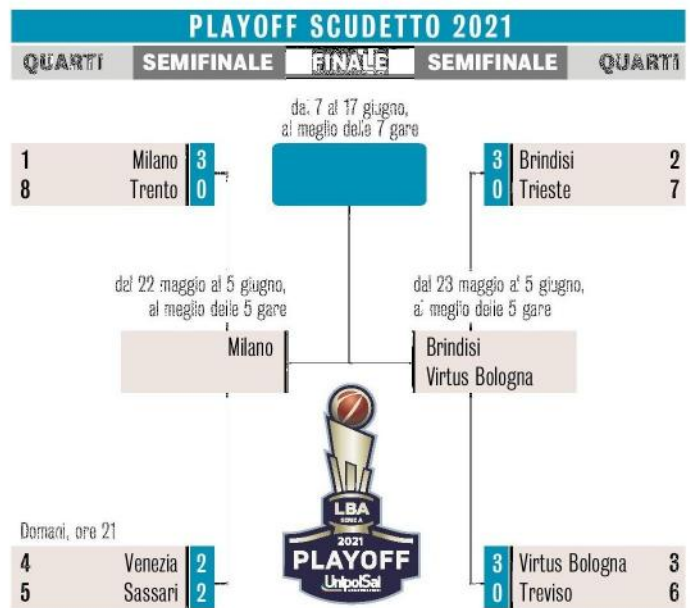 PLAYOFF SCUDETTO 2021
QUARTI SEMIFINALE FINALE SEMIFINALE QUARTI
dal 7 al 17 giugno,
al meglio delle 7 gare
1 Milano 3
8 Trento 0
3 Brindisi 2
0 Trieste 7
dal 22 maggio al 5 giugno,
al meglio delle 5 gare
Milano
dal 23 maggio al 5 giugno,
al meglio delle 5 gare
Brindisi
Virtus Bologna
Domani, ore 21
4 Venezia 2
5 Sassari 2
LBA
SERIE A
2021
PLAYOFF
UnipolSai
3 Virtus Bologna 3
0 Treviso 6